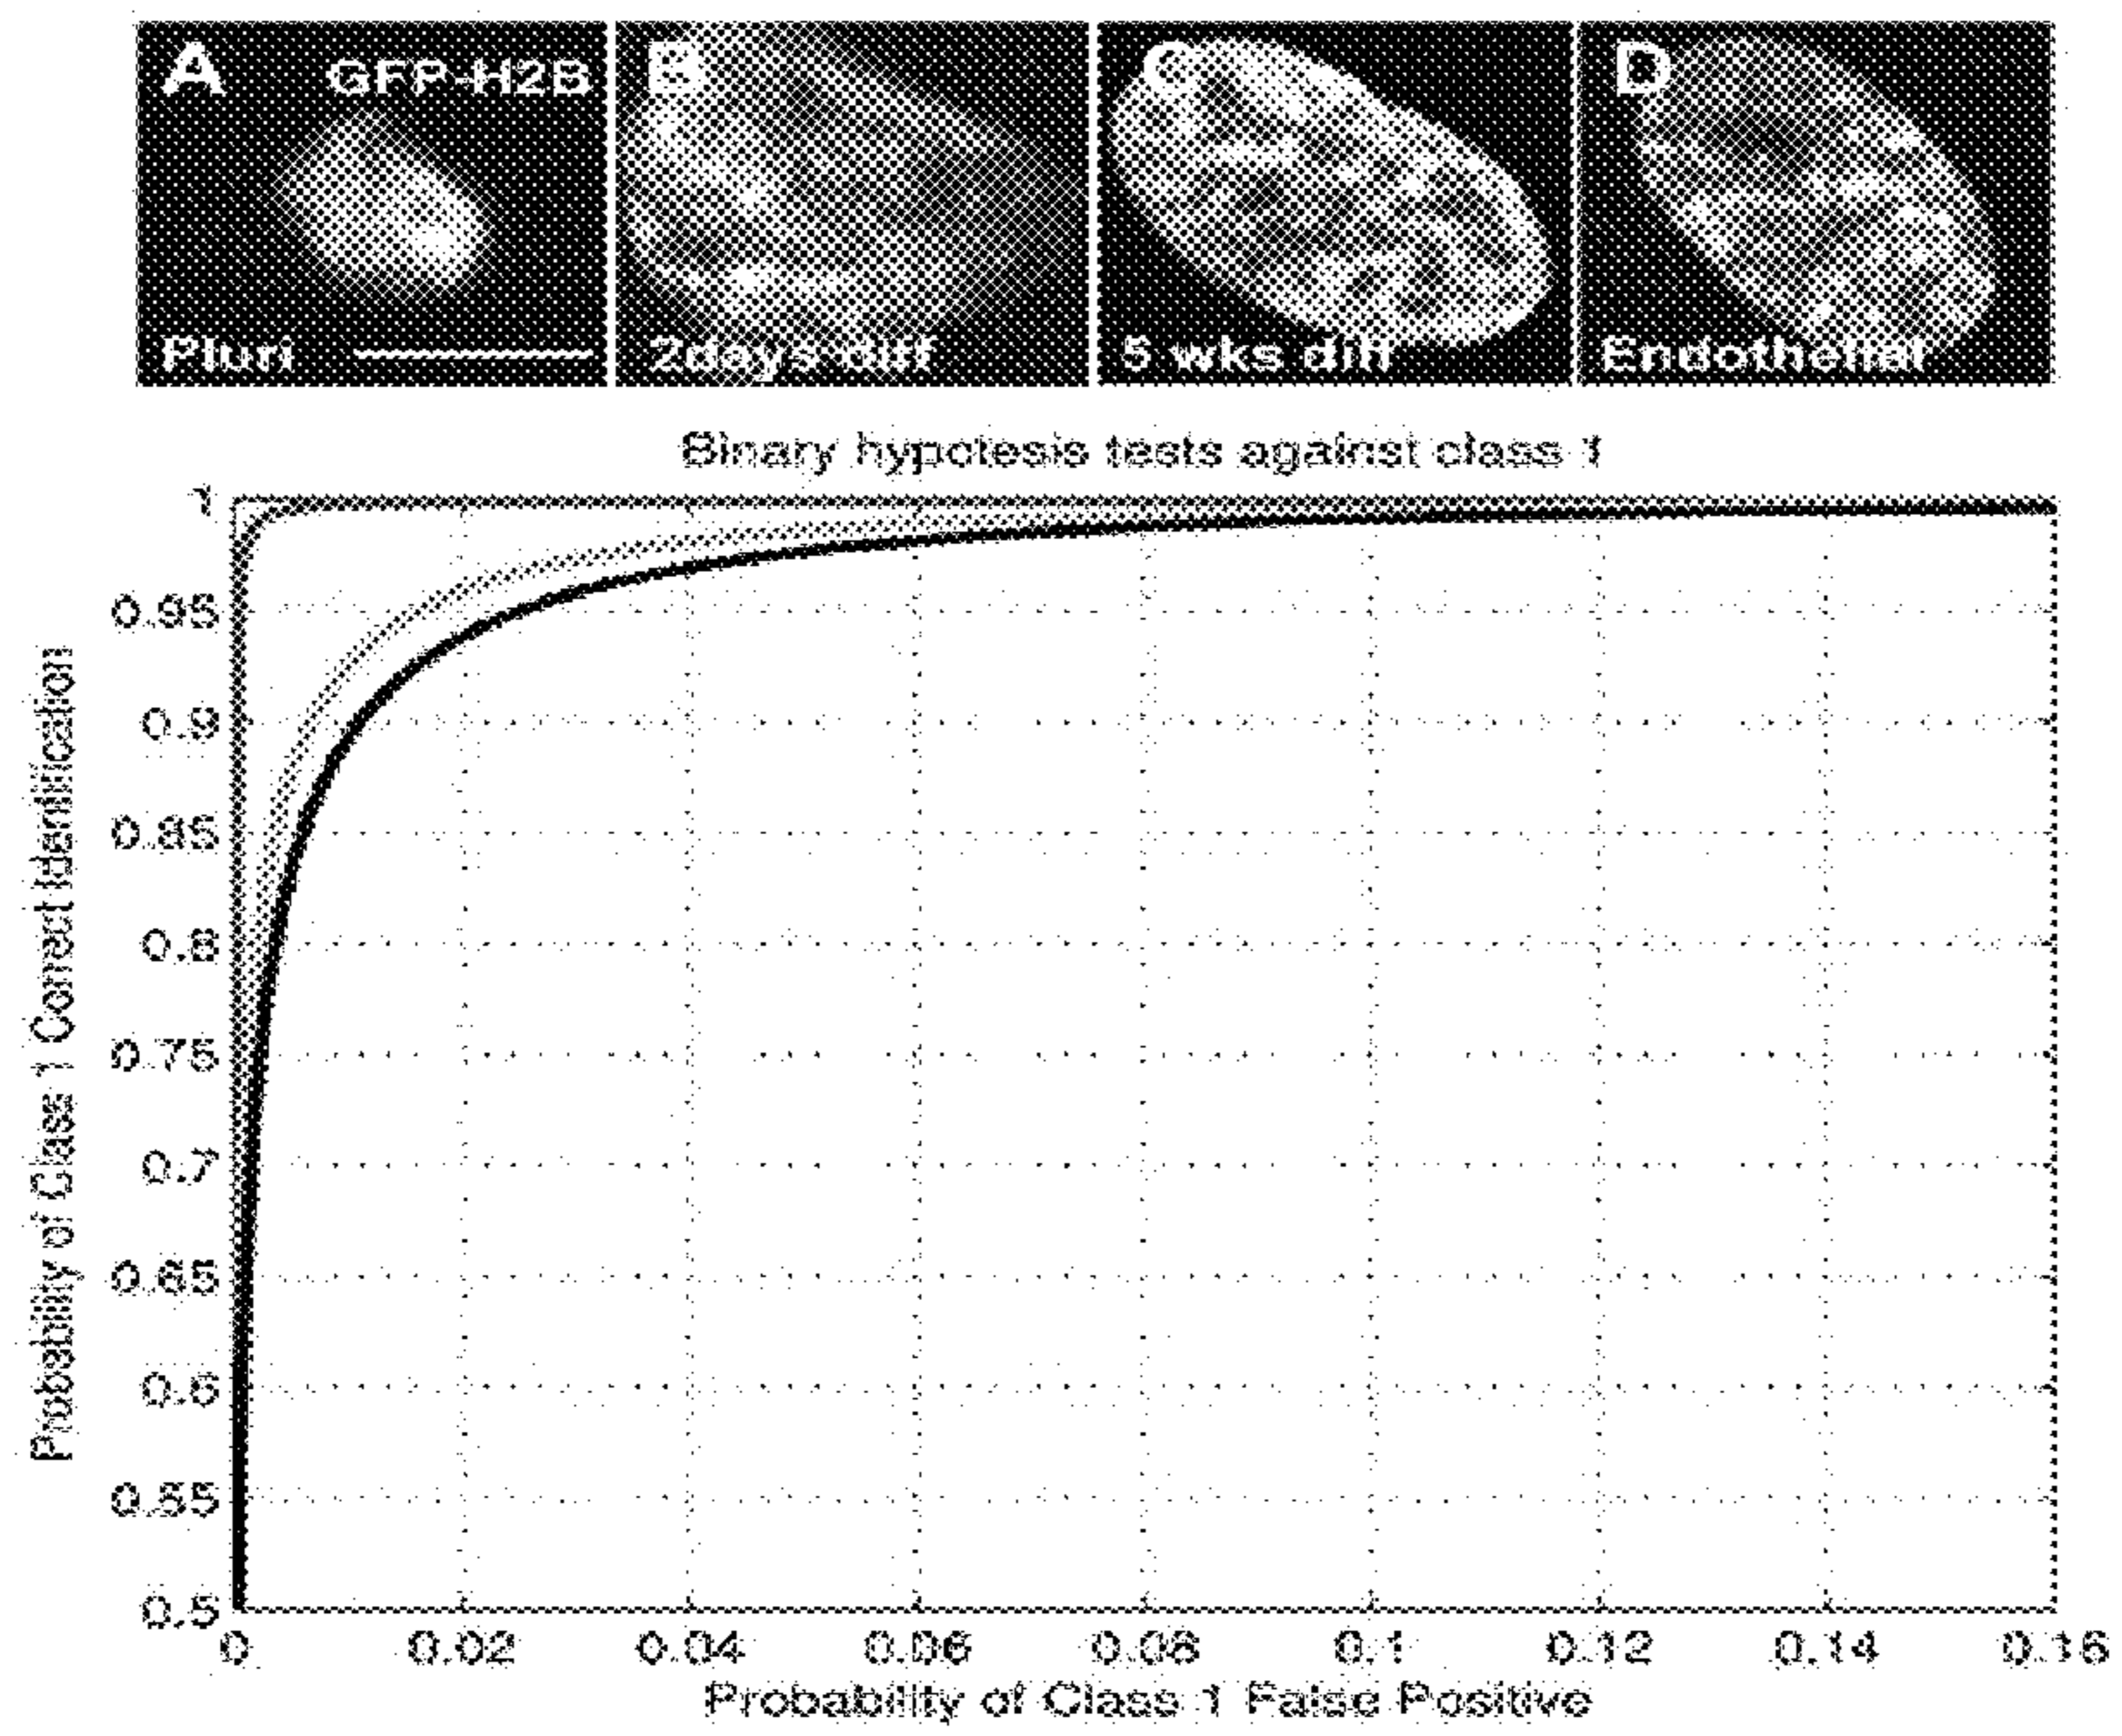 A GFP-H2B
Pluri
B
2days diff
C
5 wks diff
D
Endothelial
Binary hypotesis tests against class 1
Probability of Class 1 Correct Identification
1
0.95
0.9
0.85
0.8
0.75
0.7
0.65
0.6
0.55
0.5
0 0.02 0.04 0.06 0.08 0.1 0.12 0.14 0.16
Probability of Class 1 False Positive